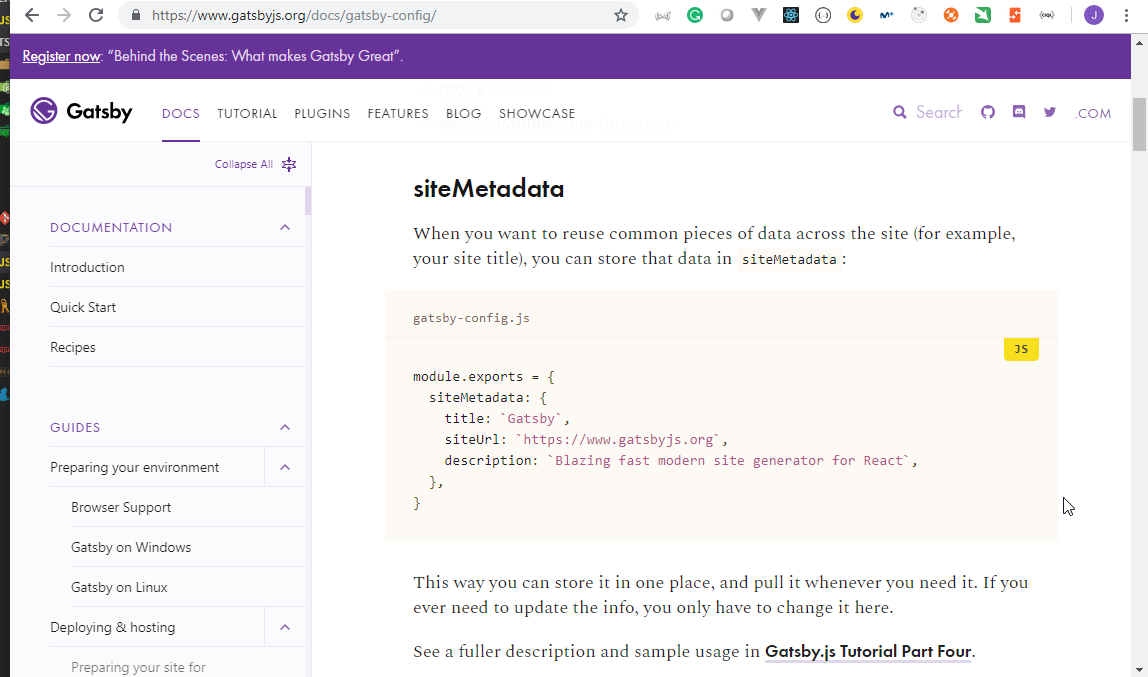 https://www.gatsbyjs.org/docs/gatsby-config/
J
Register now: “Behind the Scenes: What makes Gatsby Great”.
Gatsby
DOCS TUTORIAL PLUGINS FEATURES BLOG SHOWCASE
Search
.COM
Collapse All
DOCUMENTATION
Introduction
Quick Start
Recipes
GUIDES
Preparing your environment
Browser Support
Gatsby on Windows
Gatsby on Linux
Deploying & hosting
Preparing your site for
siteMetadata
When you want to reuse common pieces of data across the site (for example,
your site title), you can store that data in siteMetadata:
gatsby-config.js
JS
module.exports = {
siteMetadata: {
title: `Gatsby`,
siteUrl: `https://www.gatsbyjs.org`,
description: `Blazing fast modern site generator for React`,
},
}
This way you can store it in one place, and pull it whenever you need it. If you
ever need to update the info, you only have to change it here.
See a fuller description and sample usage in Gatsby.js Tutorial Part Four.